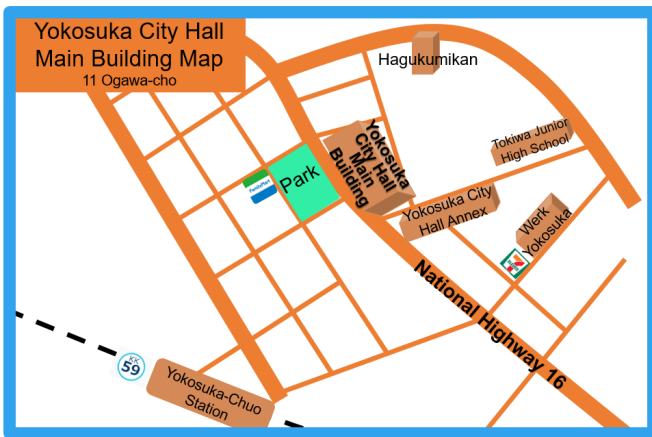 Yokosuka City Hall
Main Building Map
11 Ogawa-cho
Hagukumikan
Tokiwa Junior
High School
Yokosuka
City Hall
Main
Building
Park
FamilyMart
Yokosuka City
Hall Annex
Werk
Yokosuka
National Highway 16
KK
59
Yokosuka-Chuo
Station